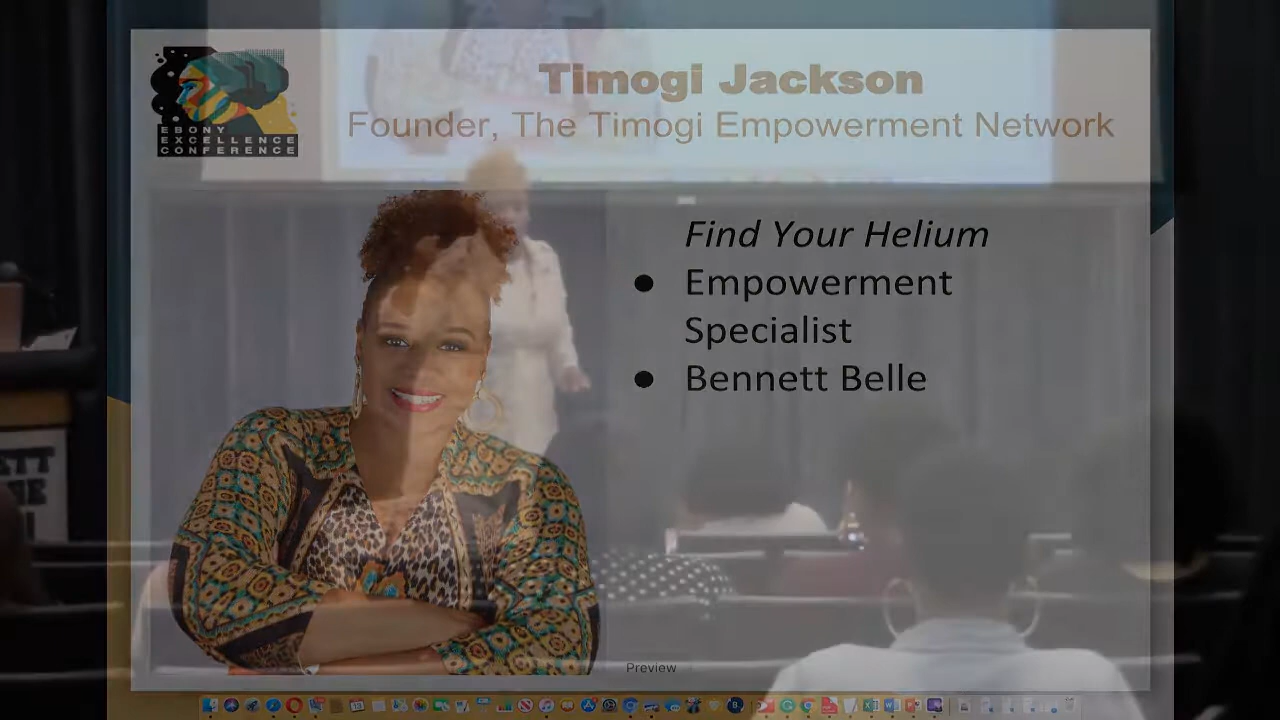 Timogi Jackson
Founder, The Timogi Empowerment Network
EBONY
EXCELLENCE
CONFERENCE
Find Your Helium
● Empowerment
Specialist
● Bennett Belle
Preview